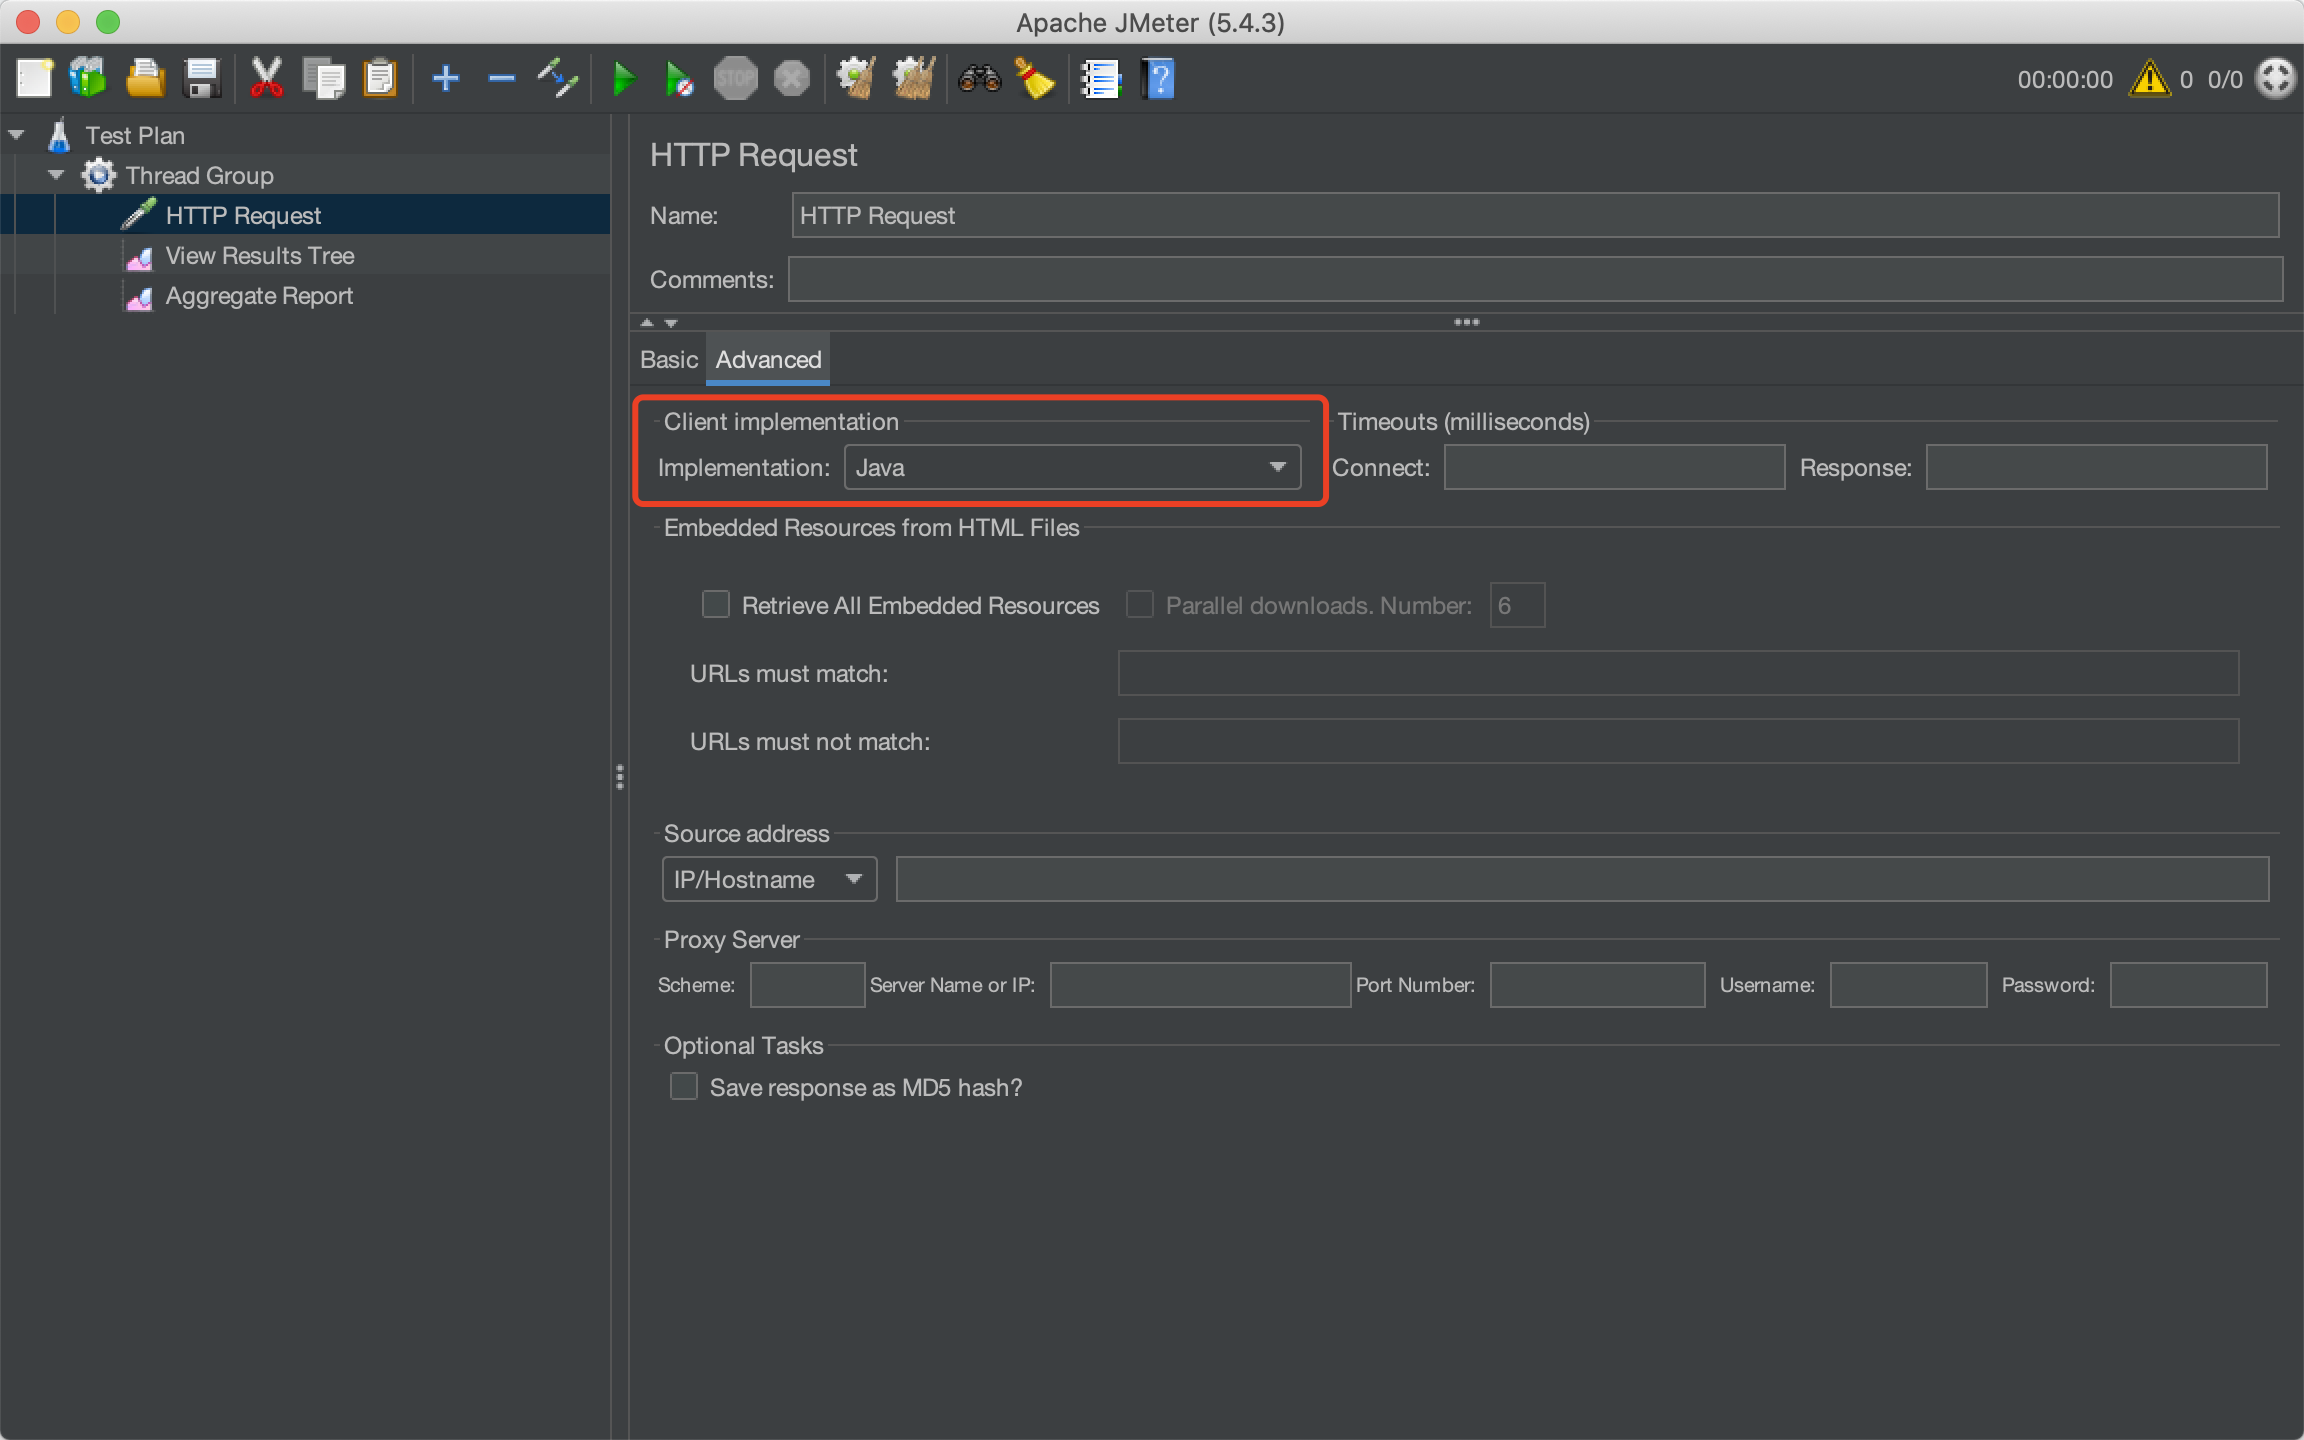 Apache JMeter (5.4.3)
STOP
?
00:00:00 0 0/0
Test Plan
Thread Group
HTTP Request
View Results Tree
Aggregate Report
HTTP Request
Name: HTTP Request
Comments:
Basic Advanced
Client implementation Timeouts (milliseconds)
Implementation: Java Connect: Response:
Embedded Resources from HTML Files
Retrieve All Embedded Resources Parallel downloads. Number: 6
URLs must match:
URLs must not match:
Source address
IP/Hostname
Proxy Server
Scheme: Server Name or IP: Port Number: Username: Password:
Optional Tasks
Save response as MD5 hash?